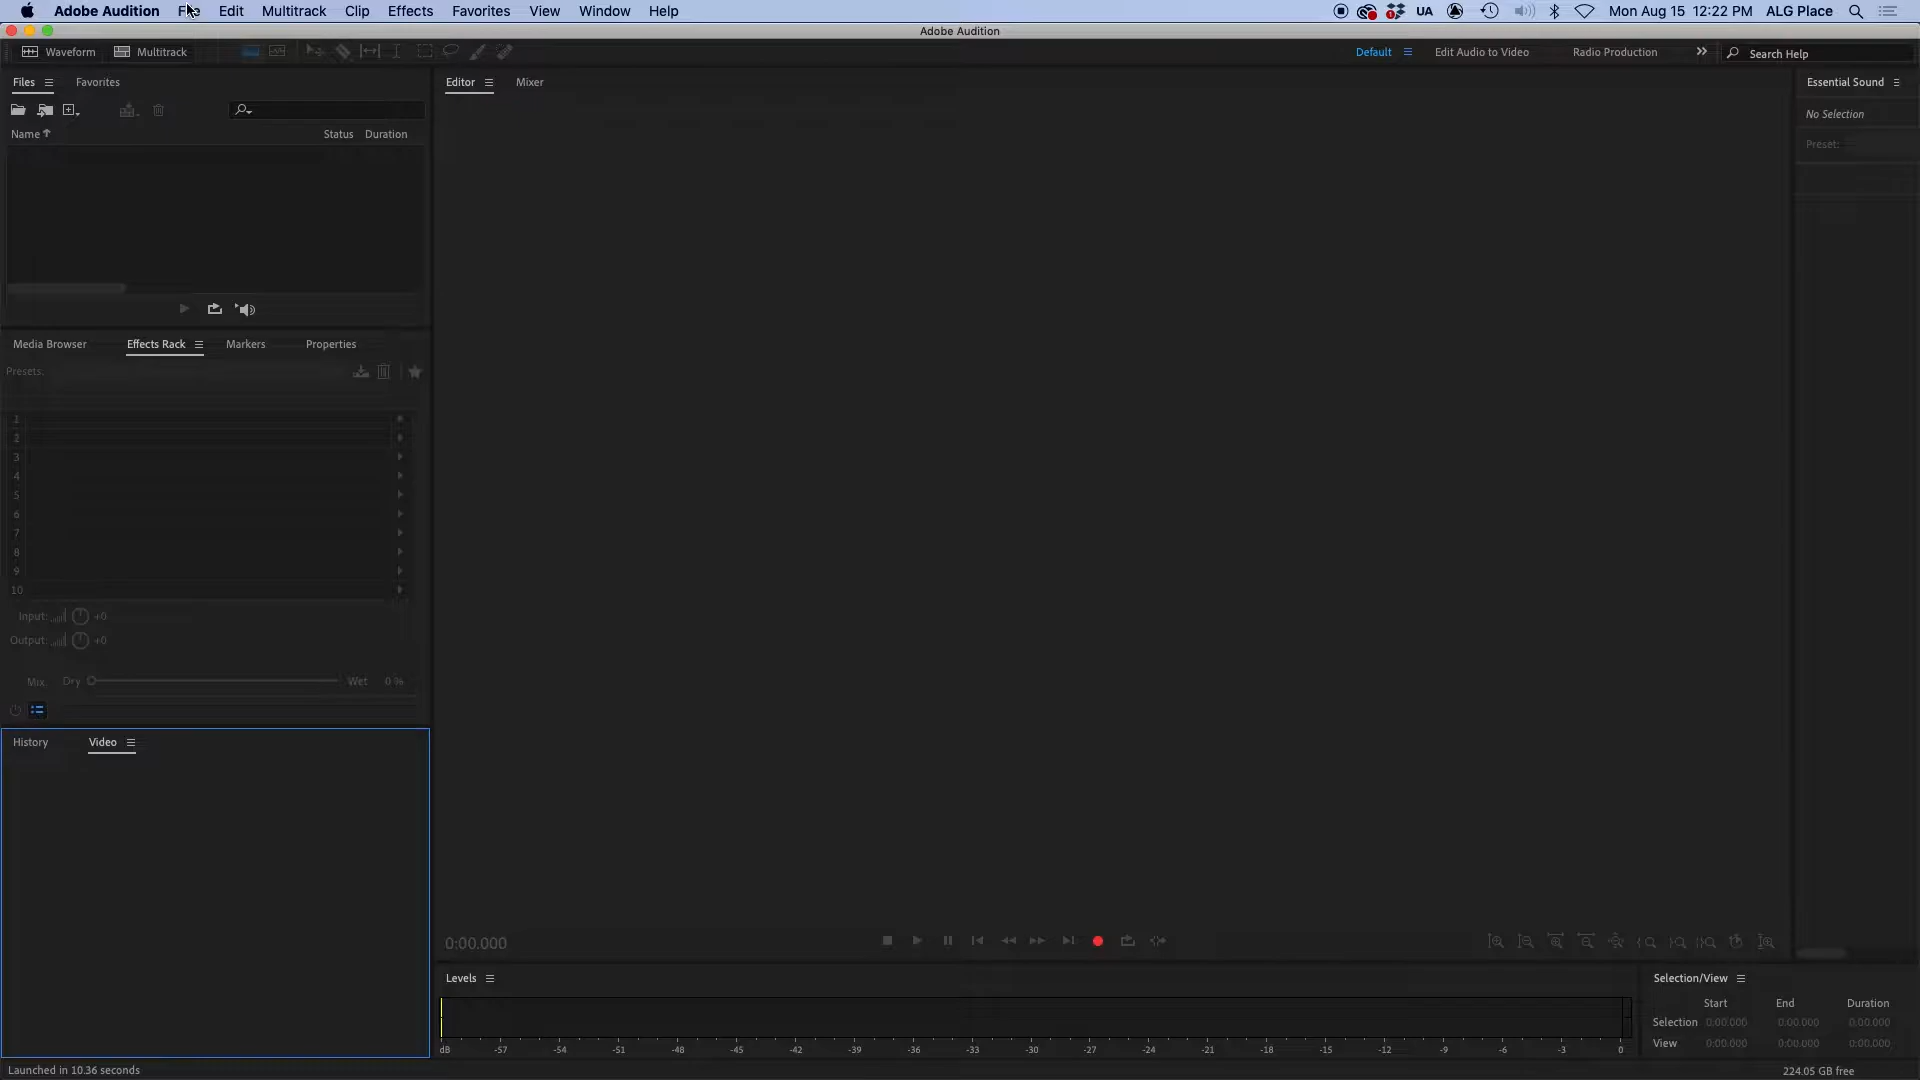 Adobe Audition File Edit Multitrack Clip Effects Favorites View Window Help UA Mon Aug 15 12:22 PM ALG Place
Adobe Audition
Waveform Multitrack Default Edit Audio to Video Radio Production Search Help
Files Favorites
Editor Mixer
Essential Sound
No Selection
Name Status Duration
Preset:
Media Browser Effects Rack Markers Properties
Presets:
1
2
3
4
5
6
7
8
9
10
Input: +0
Output: +0
Mix: Dry Wet 0 %
History Video
0:00.000
Levels
dB -57 -54 -51 -48 -45 -42 -39 -36 -33 -30 -27 -24 -21 -18 -15 -12 -9 -6 -3 0
Selection/View
Start End Duration
Selection 0:00.000 0:00.000 0:00.000
View 0:00.000 0:00.000 0:00.000
Launched in 10.36 seconds
224.05 GB free